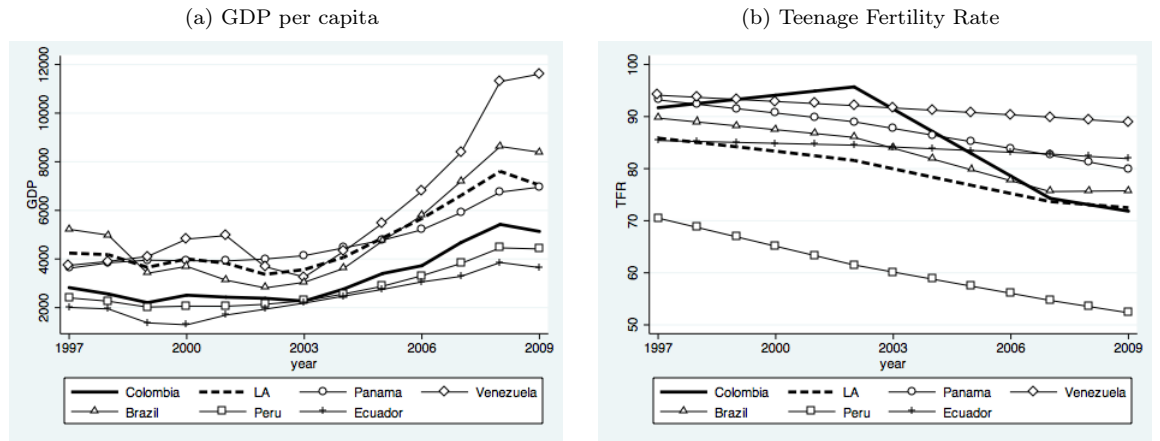 (a) GDP per capita
12000
10000
8000
6000
4000
2000
GDP
1997 2000 2003 2006 2009
year
Colombia LA Panama Venezuela
Brazil Peru Ecuador
(b) Teenage Fertility Rate
100
90
80
70
60
50
TFR
1997 2000 2003 2006 2009
year
Colombia LA Panama Venezuela
Brazil Peru Ecuador